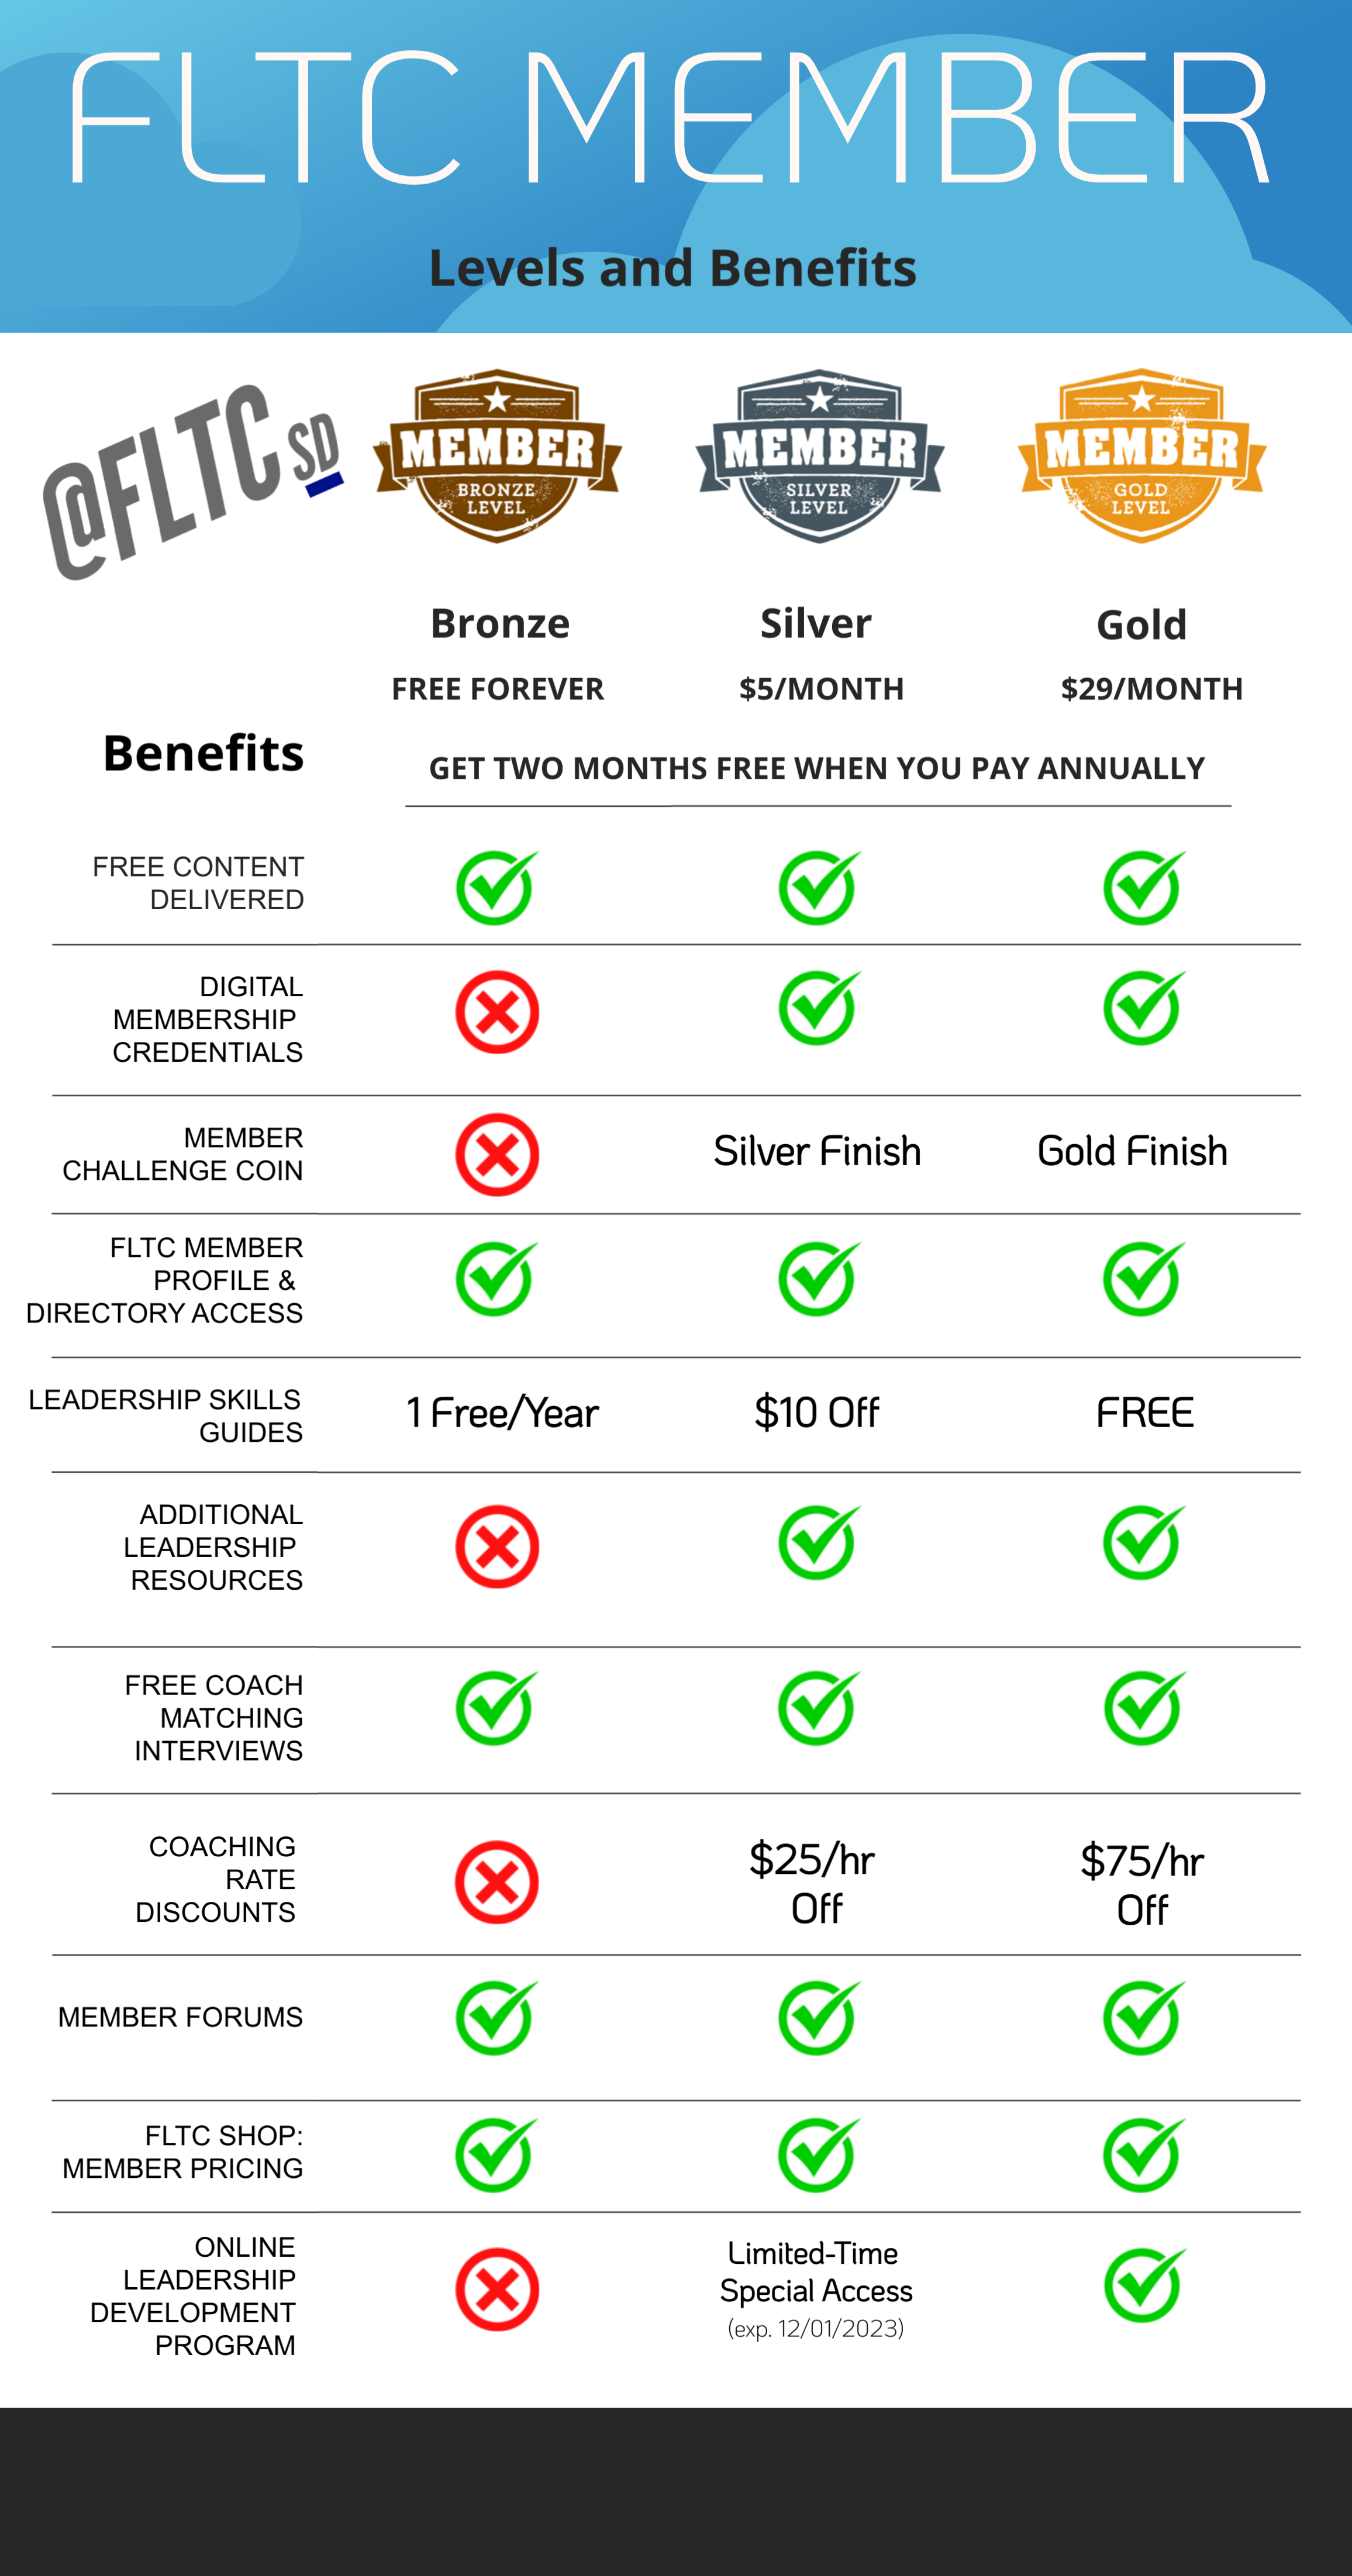 FLTC MEMBER
Levels and Benefits
@FLTC SD
MEMBER
BRONZE
LEVEL
MEMBER
SILVER
LEVEL
MEMBER
GOLD
LEVEL
Bronze
Silver
Gold
FREE FOREVER
$5/MONTH
$29/MONTH
Benefits
GET TWO MONTHS FREE WHEN YOU PAY ANNUALLY
FREE CONTENT
DELIVERED
DIGITAL
MEMBERSHIP
CREDENTIALS
MEMBER
CHALLENGE COIN
Silver Finish
Gold Finish
FLTC MEMBER
PROFILE &
DIRECTORY ACCESS
LEADERSHIP SKILLS
GUIDES
1 Free/Year
$10 Off
FREE
ADDITIONAL
LEADERSHIP
RESOURCES
FREE COACH
MATCHING
INTERVIEWS
COACHING
RATE
DISCOUNTS
$25/hr
Off
$75/hr
Off
MEMBER FORUMS
FLTC SHOP:
MEMBER PRICING
ONLINE
LEADERSHIP
DEVELOPMENT
PROGRAM
Limited-Time
Special Access
(exp. 12/01/2023)